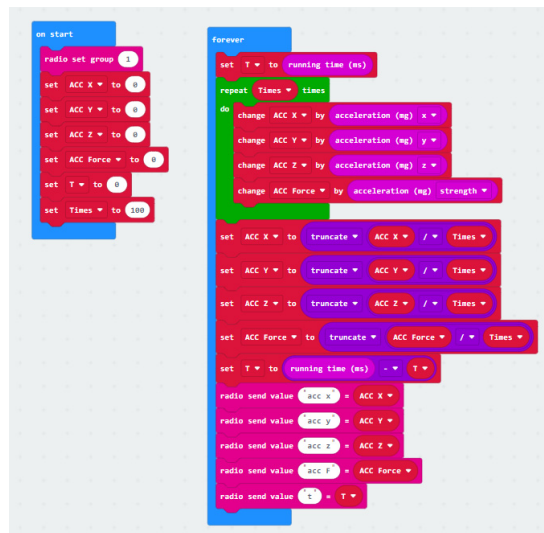 on start
radio set group 1
set ACC X ▾ to 0
set ACC Y ▾ to 0
set ACC Z ▾ to 0
set ACC Force ▾ to 0
set T ▾ to 0
set Times ▾ to 100
forever
set T ▾ to running time (ms)
repeat Times ▾ times
do
change ACC X ▾ by acceleration (mg) x ▾
change ACC Y ▾ by acceleration (mg) y ▾
change ACC Z ▾ by acceleration (mg) z ▾
change ACC Force ▾ by acceleration (mg) strength ▾
set ACC X ▾ to truncate ▾ ACC X ▾ / ▾ Times ▾
set ACC Y ▾ to truncate ▾ ACC Y ▾ / ▾ Times ▾
set ACC Z ▾ to truncate ▾ ACC Z ▾ / ▾ Times ▾
set ACC Force ▾ to truncate ▾ ACC Force ▾ / ▾ Times ▾
set T ▾ to running time (ms) - ▾ T ▾
radio send value "acc x" = ACC X ▾
radio send value "acc y" = ACC Y ▾
radio send value "acc z" = ACC Z ▾
radio send value "acc F" = ACC Force ▾
radio send value "t" = T ▾